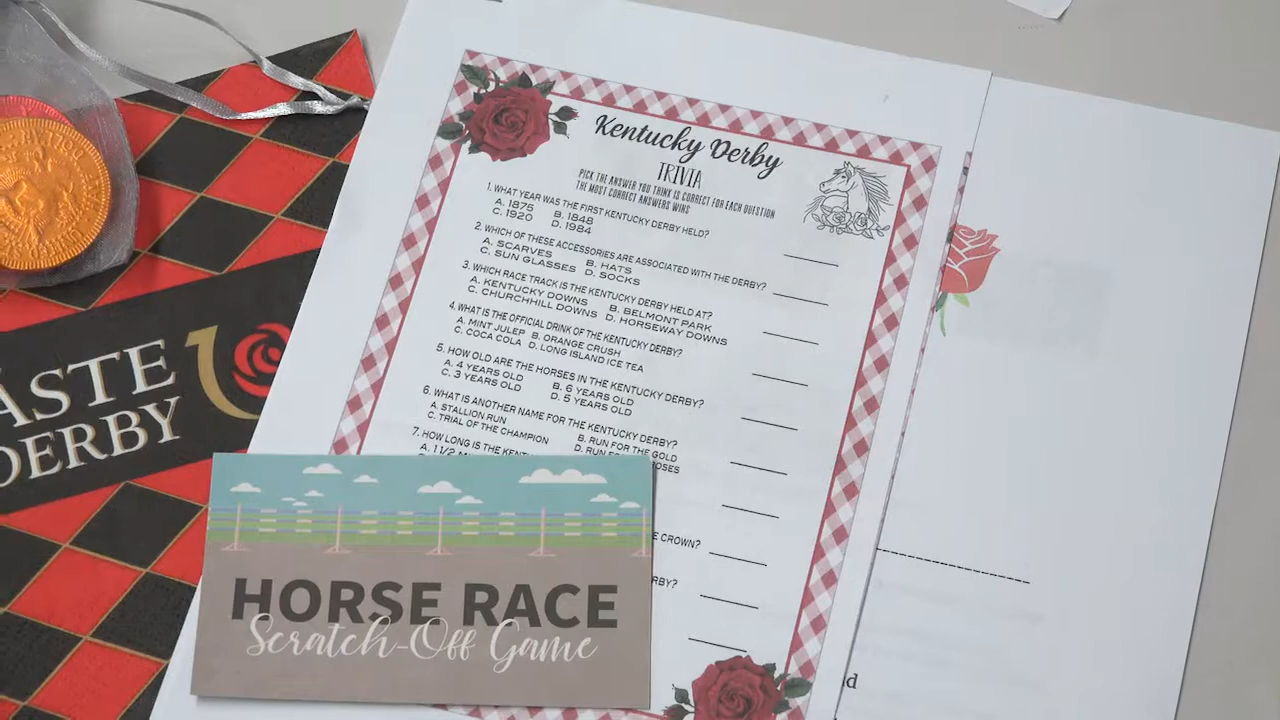 Kentucky Derby
TRIVIA
PICK THE ANSWER YOU THINK IS CORRECT FOR EACH QUESTION
THE MOST CORRECT ANSWERS WINS
1. WHAT YEAR WAS THE FIRST KENTUCKY DERBY HELD?
A. 1875 B. 1848
C. 1920 D. 1984
2. WHICH OF THESE ACCESSORIES ARE ASSOCIATED WITH THE DERBY?
A. SCARVES B. HATS
C. SUN GLASSES D. SOCKS
3. WHICH RACE TRACK IS THE KENTUCKY DERBY HELD AT?
A. KENTUCKY DOWNS B. BELMONT PARK
C. CHURCHHILL DOWNS D. HORSEWAY DOWNS
4. WHAT IS THE OFFICIAL DRINK OF THE KENTUCKY DERBY?
A. MINT JULEP B. ORANGE CRUSH
C. COCA COLA D. LONG ISLAND ICE TEA
5. HOW OLD ARE THE HORSES IN THE KENTUCKY DERBY?
A. 4 YEARS OLD B. 6 YEARS OLD
C. 3 YEARS OLD D. 5 YEARS OLD
6. WHAT IS ANOTHER NAME FOR THE KENTUCKY DERBY?
A. STALLION RUN B. RUN FOR THE GOLD
C. TRIAL OF THE CHAMPION D. RUN
7. HOW LONG IS THE
A. 1 1/2
E CROWN?
RBY?
TASTE
DERBY
HORSE RACE
Scratch-Off Game